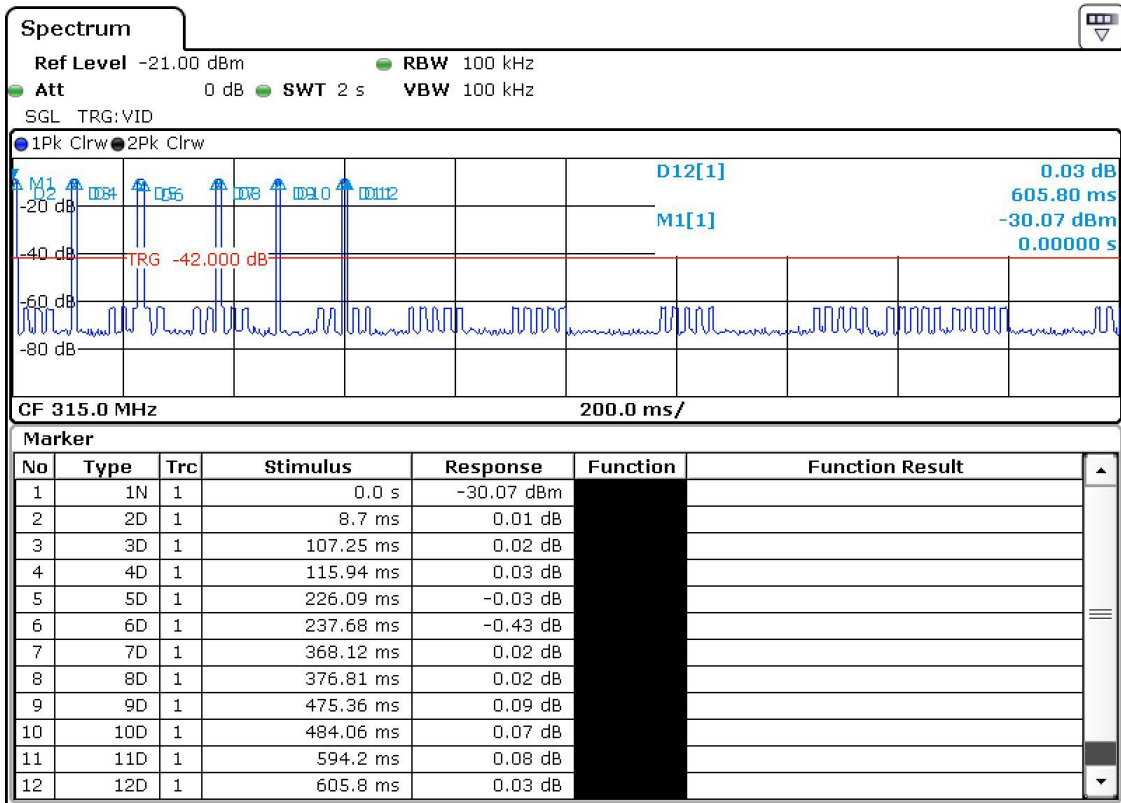 Spectrum
Ref Level -21.00 dBm RBW 100 kHz
Att 0 dB SWT 2 s VBW 100 kHz
SGL TRG:VID
1Pk Clrw 2Pk Clrw
D12[1] 0.03 dB
605.80 ms
M1[1] -30.07 dBm
0.00000 s
M1
D2
-20 dB
-40 dB
TRG -42.000 dB
-60 dB
-80 dB
CF 315.0 MHz 200.0 ms/
Marker
No Type Trc Stimulus Response Function Function Result
1 1N 1 0.0 s -30.07 dBm
2 2D 1 8.7 ms 0.01 dB
3 3D 1 107.25 ms 0.02 dB
4 4D 1 115.94 ms 0.03 dB
5 5D 1 226.09 ms -0.03 dB
6 6D 1 237.68 ms -0.43 dB
7 7D 1 368.12 ms 0.02 dB
8 8D 1 376.81 ms 0.02 dB
9 9D 1 475.36 ms 0.09 dB
10 10D 1 484.06 ms 0.07 dB
11 11D 1 594.2 ms 0.08 dB
12 12D 1 605.8 ms 0.03 dB